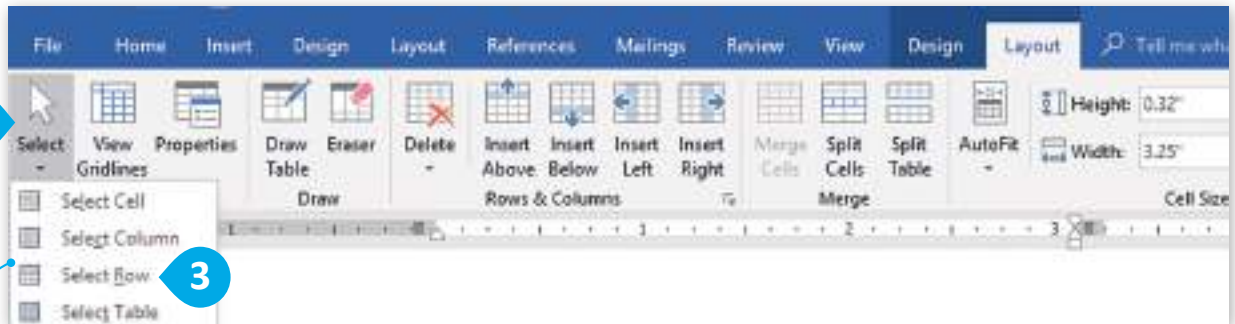 File Home Insert Design Layout References Mailings Review View Design Layout Tell me wh
Select View Gridlines Properties Draw Table Eraser Delete Insert Above Insert Below Insert Left Insert Right Merge Cells Split Cells Split Table AutoFit Height: 0.32" Width: 3.25"
Draw Rows & Columns Merge Cell Size
Select Cell
Select Column
Select Row 3
Select Table
1 1 2 3